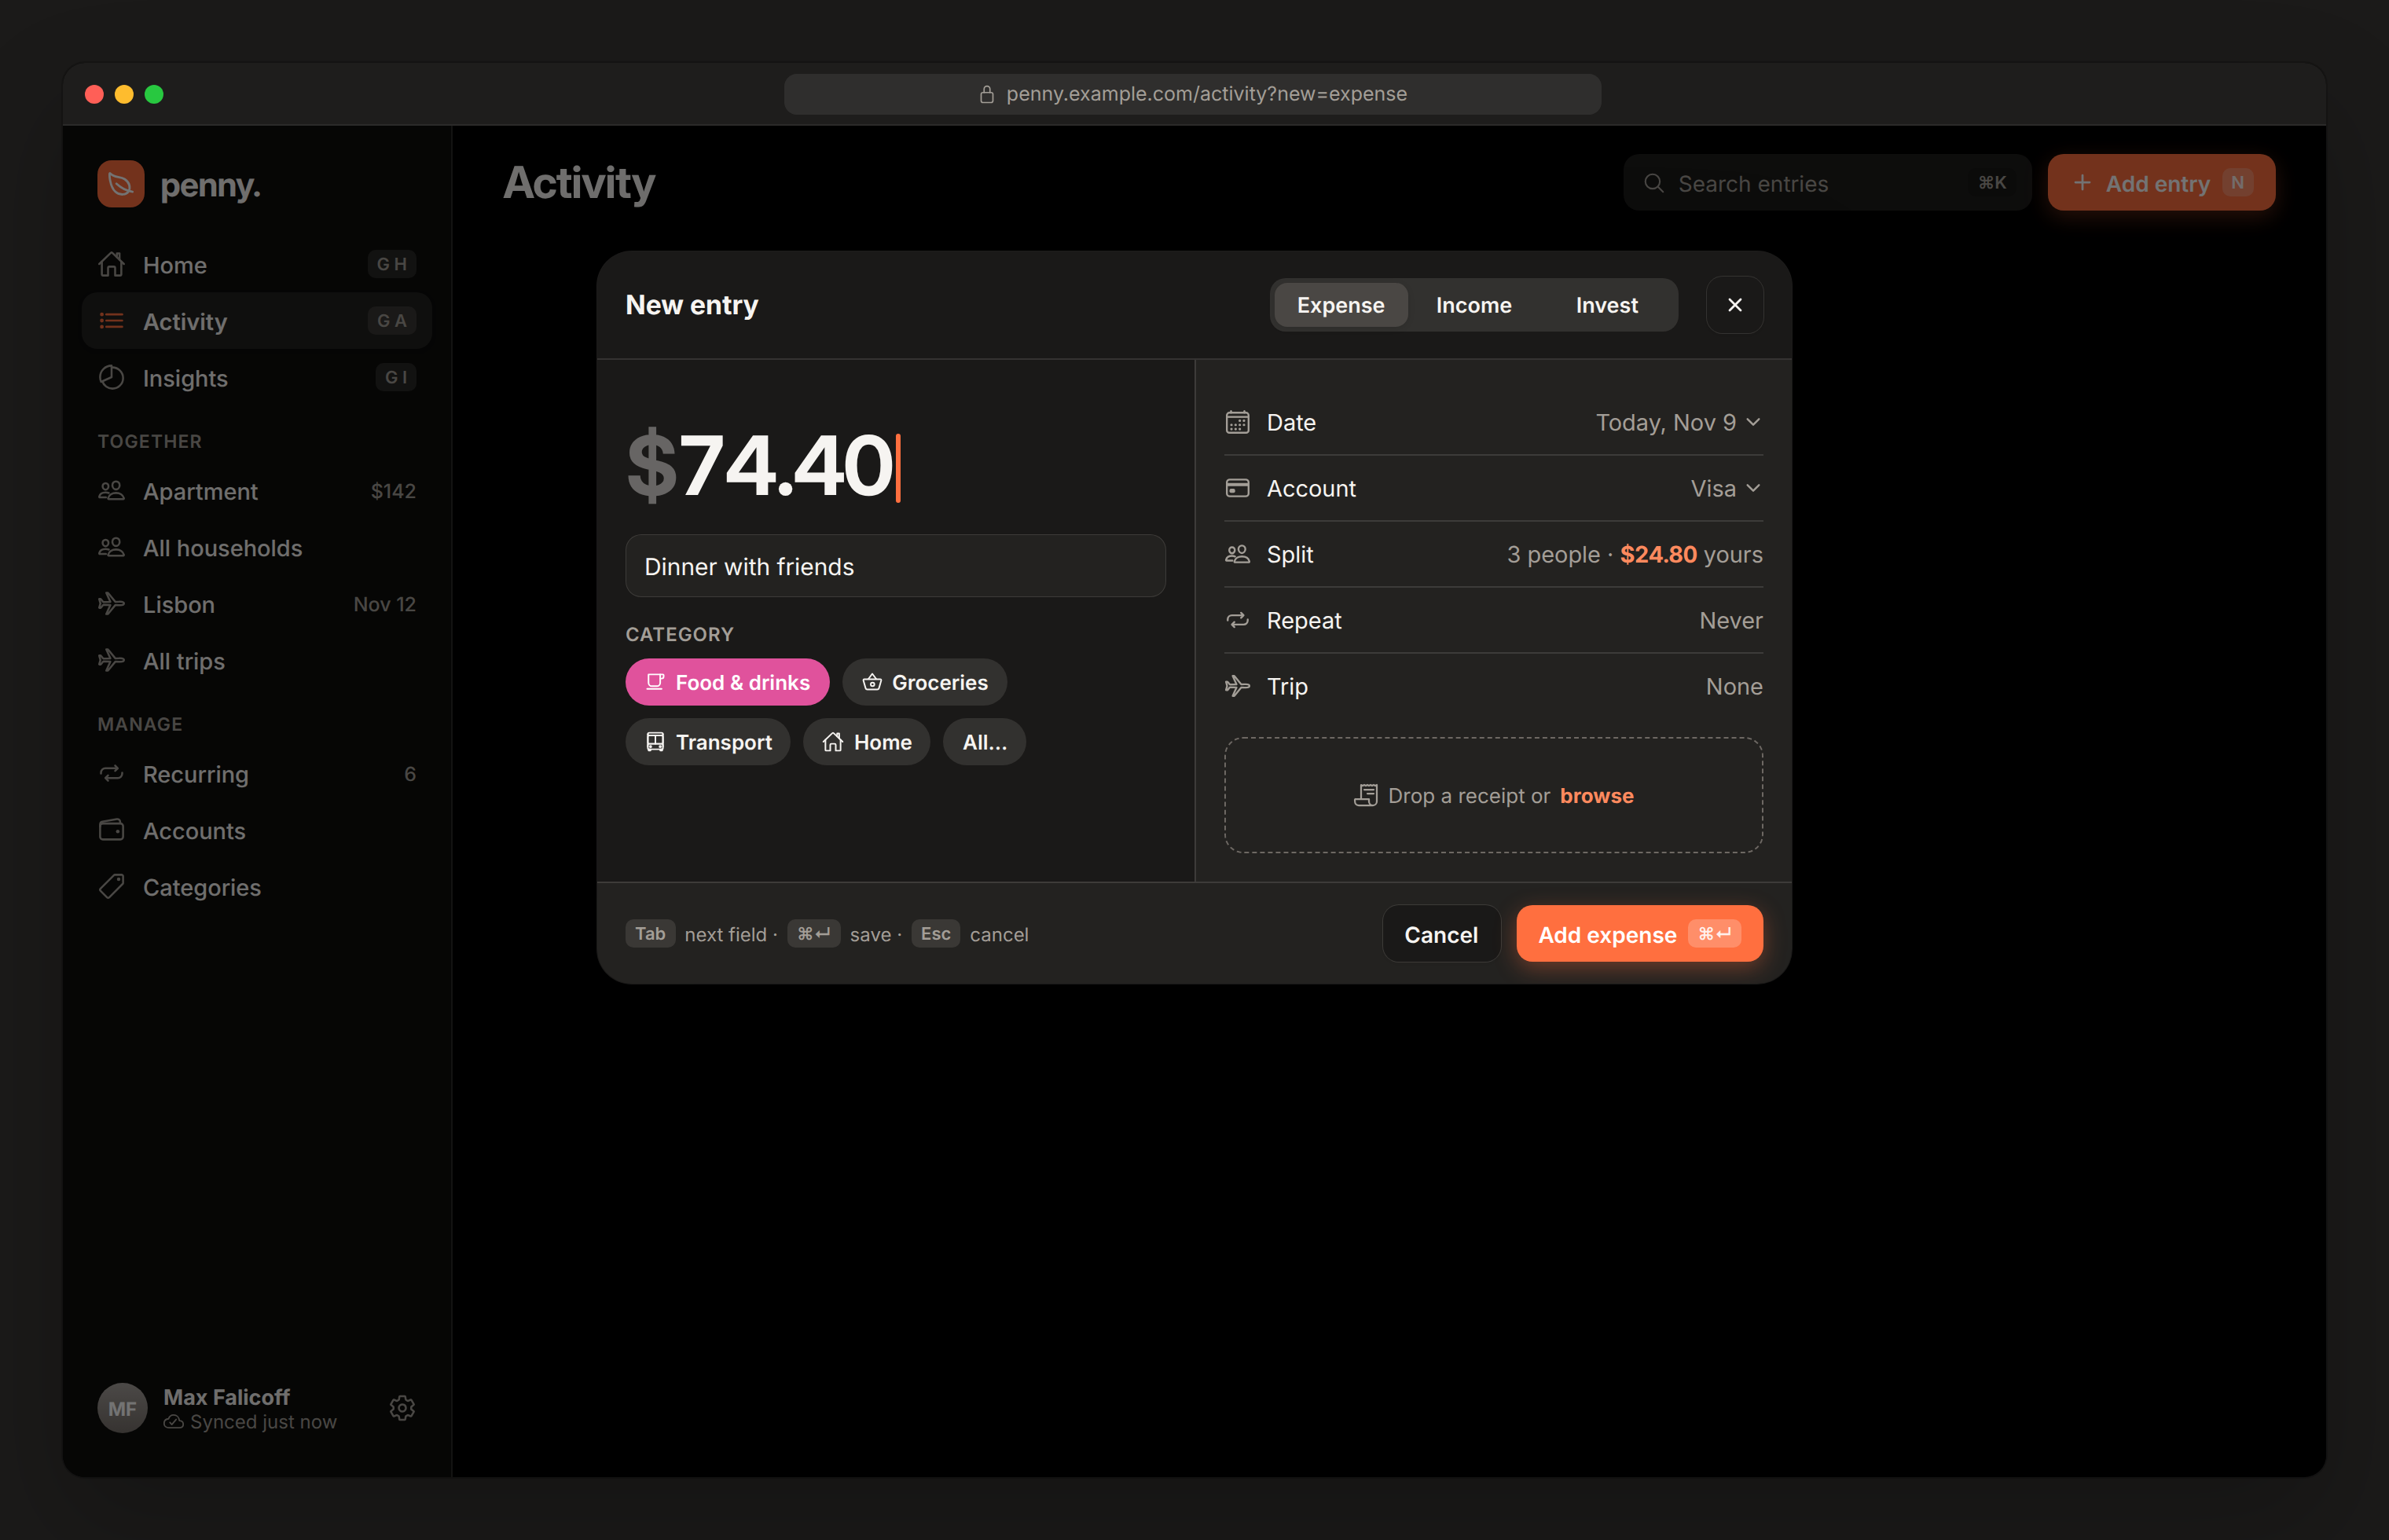 penny.example.com/activity?new=expense
penny.
Activity
Search entries ⌘K
Add entry N
Home G H
Activity G A
Insights G I
TOGETHER
Apartment $142
All households
Lisbon Nov 12
All trips
MANAGE
Recurring 6
Accounts
Categories
MF
Max Falicoff
Synced just now
New entry
Expense Income Invest
$74.40
Dinner with friends
CATEGORY
Food & drinks Groceries
Transport Home All...
Date Today, Nov 9
Account Visa
Split 3 people · $24.80 yours
Repeat Never
Trip None
Drop a receipt or browse
Tab next field · ⌘↵ save · Esc cancel
Cancel
Add expense ⌘↵